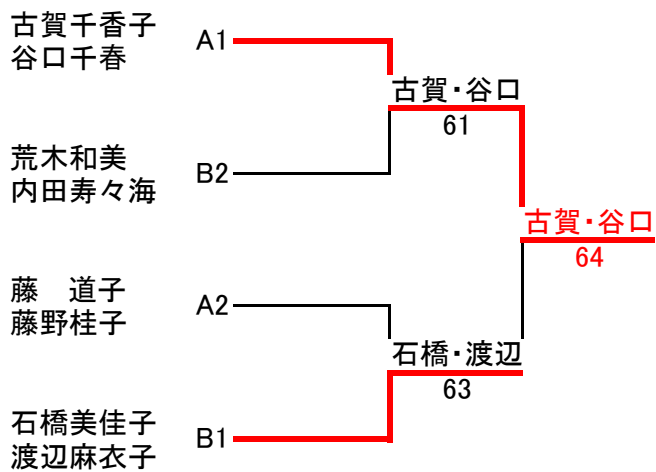 古賀千香子
谷口千春
A1
古賀・谷口
61
荒木和美
内田寿々海
B2
古賀・谷口
64
藤　道子
藤野桂子
A2
石橋・渡辺
63
石橋美佳子
渡辺麻衣子
B1